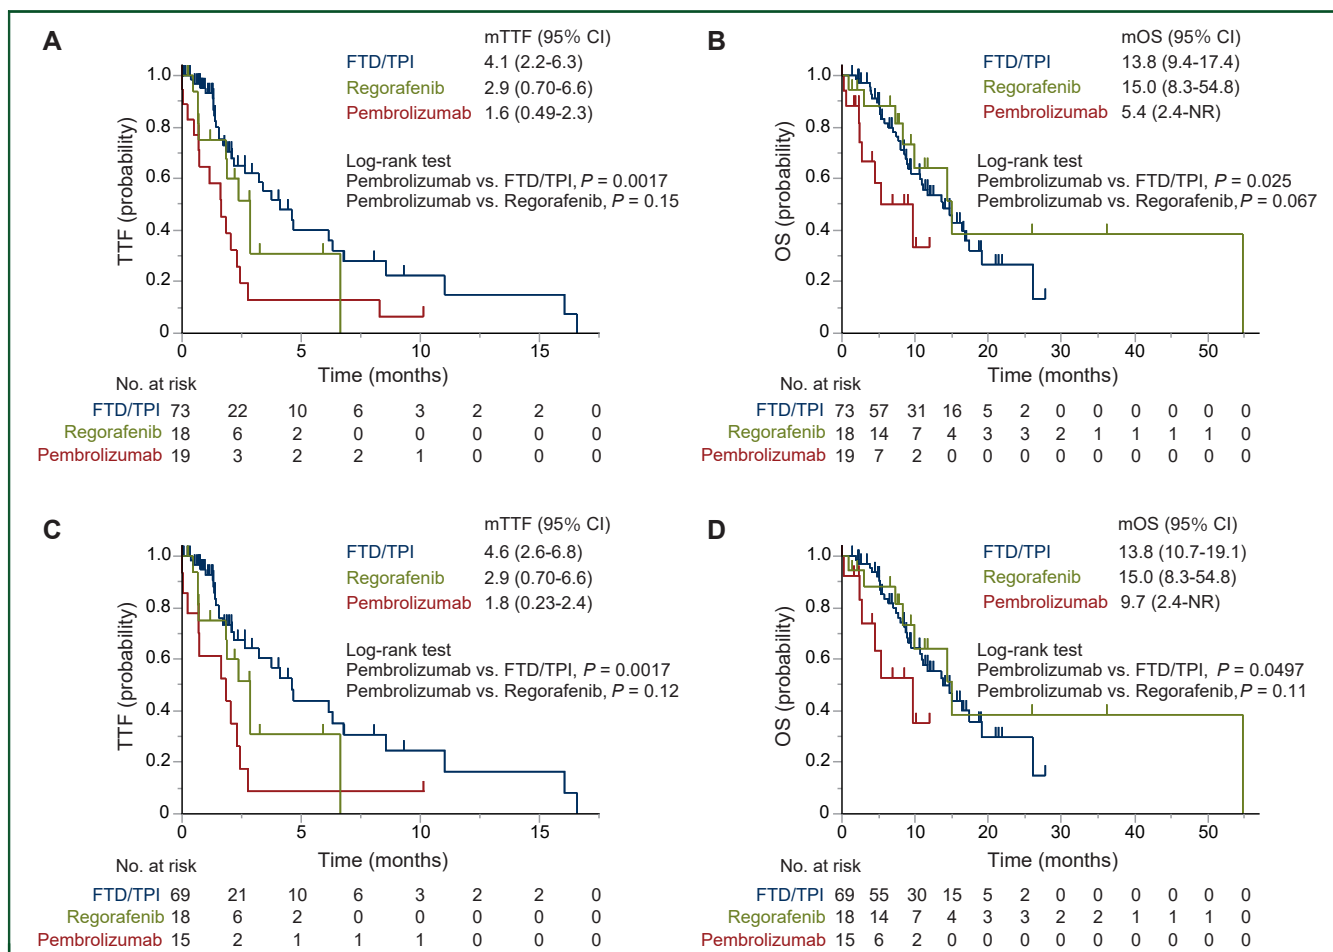 A
mTTF (95% CI)
FTD/TPI 4.1 (2.2-6.3)
Regorafenib 2.9 (0.70-6.6)
Pembrolizumab 1.6 (0.49-2.3)
Log-rank test
Pembrolizumab vs. FTD/TPI, P = 0.0017
Pembrolizumab vs. Regorafenib, P = 0.15
TTF (probability)
1.0
0.8
0.6
0.4
0.2
0
0 5 10 15
Time (months)
No. at risk
FTD/TPI 73 22 10 6 3 2 2 0
Regorafenib 18 6 2 0 0 0 0 0
Pembrolizumab 19 3 2 2 1 0 0 0
B
mOS (95% CI)
FTD/TPI 13.8 (9.4-17.4)
Regorafenib 15.0 (8.3-54.8)
Pembrolizumab 5.4 (2.4-NR)
Log-rank test
Pembrolizumab vs. FTD/TPI, P = 0.025
Pembrolizumab vs. Regorafenib, P = 0.067
OS (probability)
1.0
0.8
0.6
0.4
0.2
0
0 10 20 30 40 50
Time (months)
No. at risk
FTD/TPI 73 57 31 16 5 2 0 0 0 0 0 0
Regorafenib 18 14 7 4 3 3 2 1 1 1 1 0
Pembrolizumab 19 7 2 0 0 0 0 0 0 0 0 0
C
mTTF (95% CI)
FTD/TPI 4.6 (2.6-6.8)
Regorafenib 2.9 (0.70-6.6)
Pembrolizumab 1.8 (0.23-2.4)
Log-rank test
Pembrolizumab vs. FTD/TPI, P = 0.0017
Pembrolizumab vs. Regorafenib, P = 0.12
TTF (probability)
1.0
0.8
0.6
0.4
0.2
0
0 5 10 15
Time (months)
No. at risk
FTD/TPI 69 21 10 6 3 2 2 0
Regorafenib 18 6 2 0 0 0 0 0
Pembrolizumab 15 2 1 1 1 0 0 0
D
mOS (95% CI)
FTD/TPI 13.8 (10.7-19.1)
Regorafenib 15.0 (8.3-54.8)
Pembrolizumab 9.7 (2.4-NR)
Log-rank test
Pembrolizumab vs. FTD/TPI, P = 0.0497
Pembrolizumab vs. Regorafenib, P = 0.11
OS (probability)
1.0
0.8
0.6
0.4
0.2
0
0 10 20 30 40 50
Time (months)
No. at risk
FTD/TPI 69 55 30 15 5 2 0 0 0 0 0 0
Regorafenib 18 14 7 4 3 3 2 2 1 1 1 0
Pembrolizumab 15 6 2 0 0 0 0 0 0 0 0 0